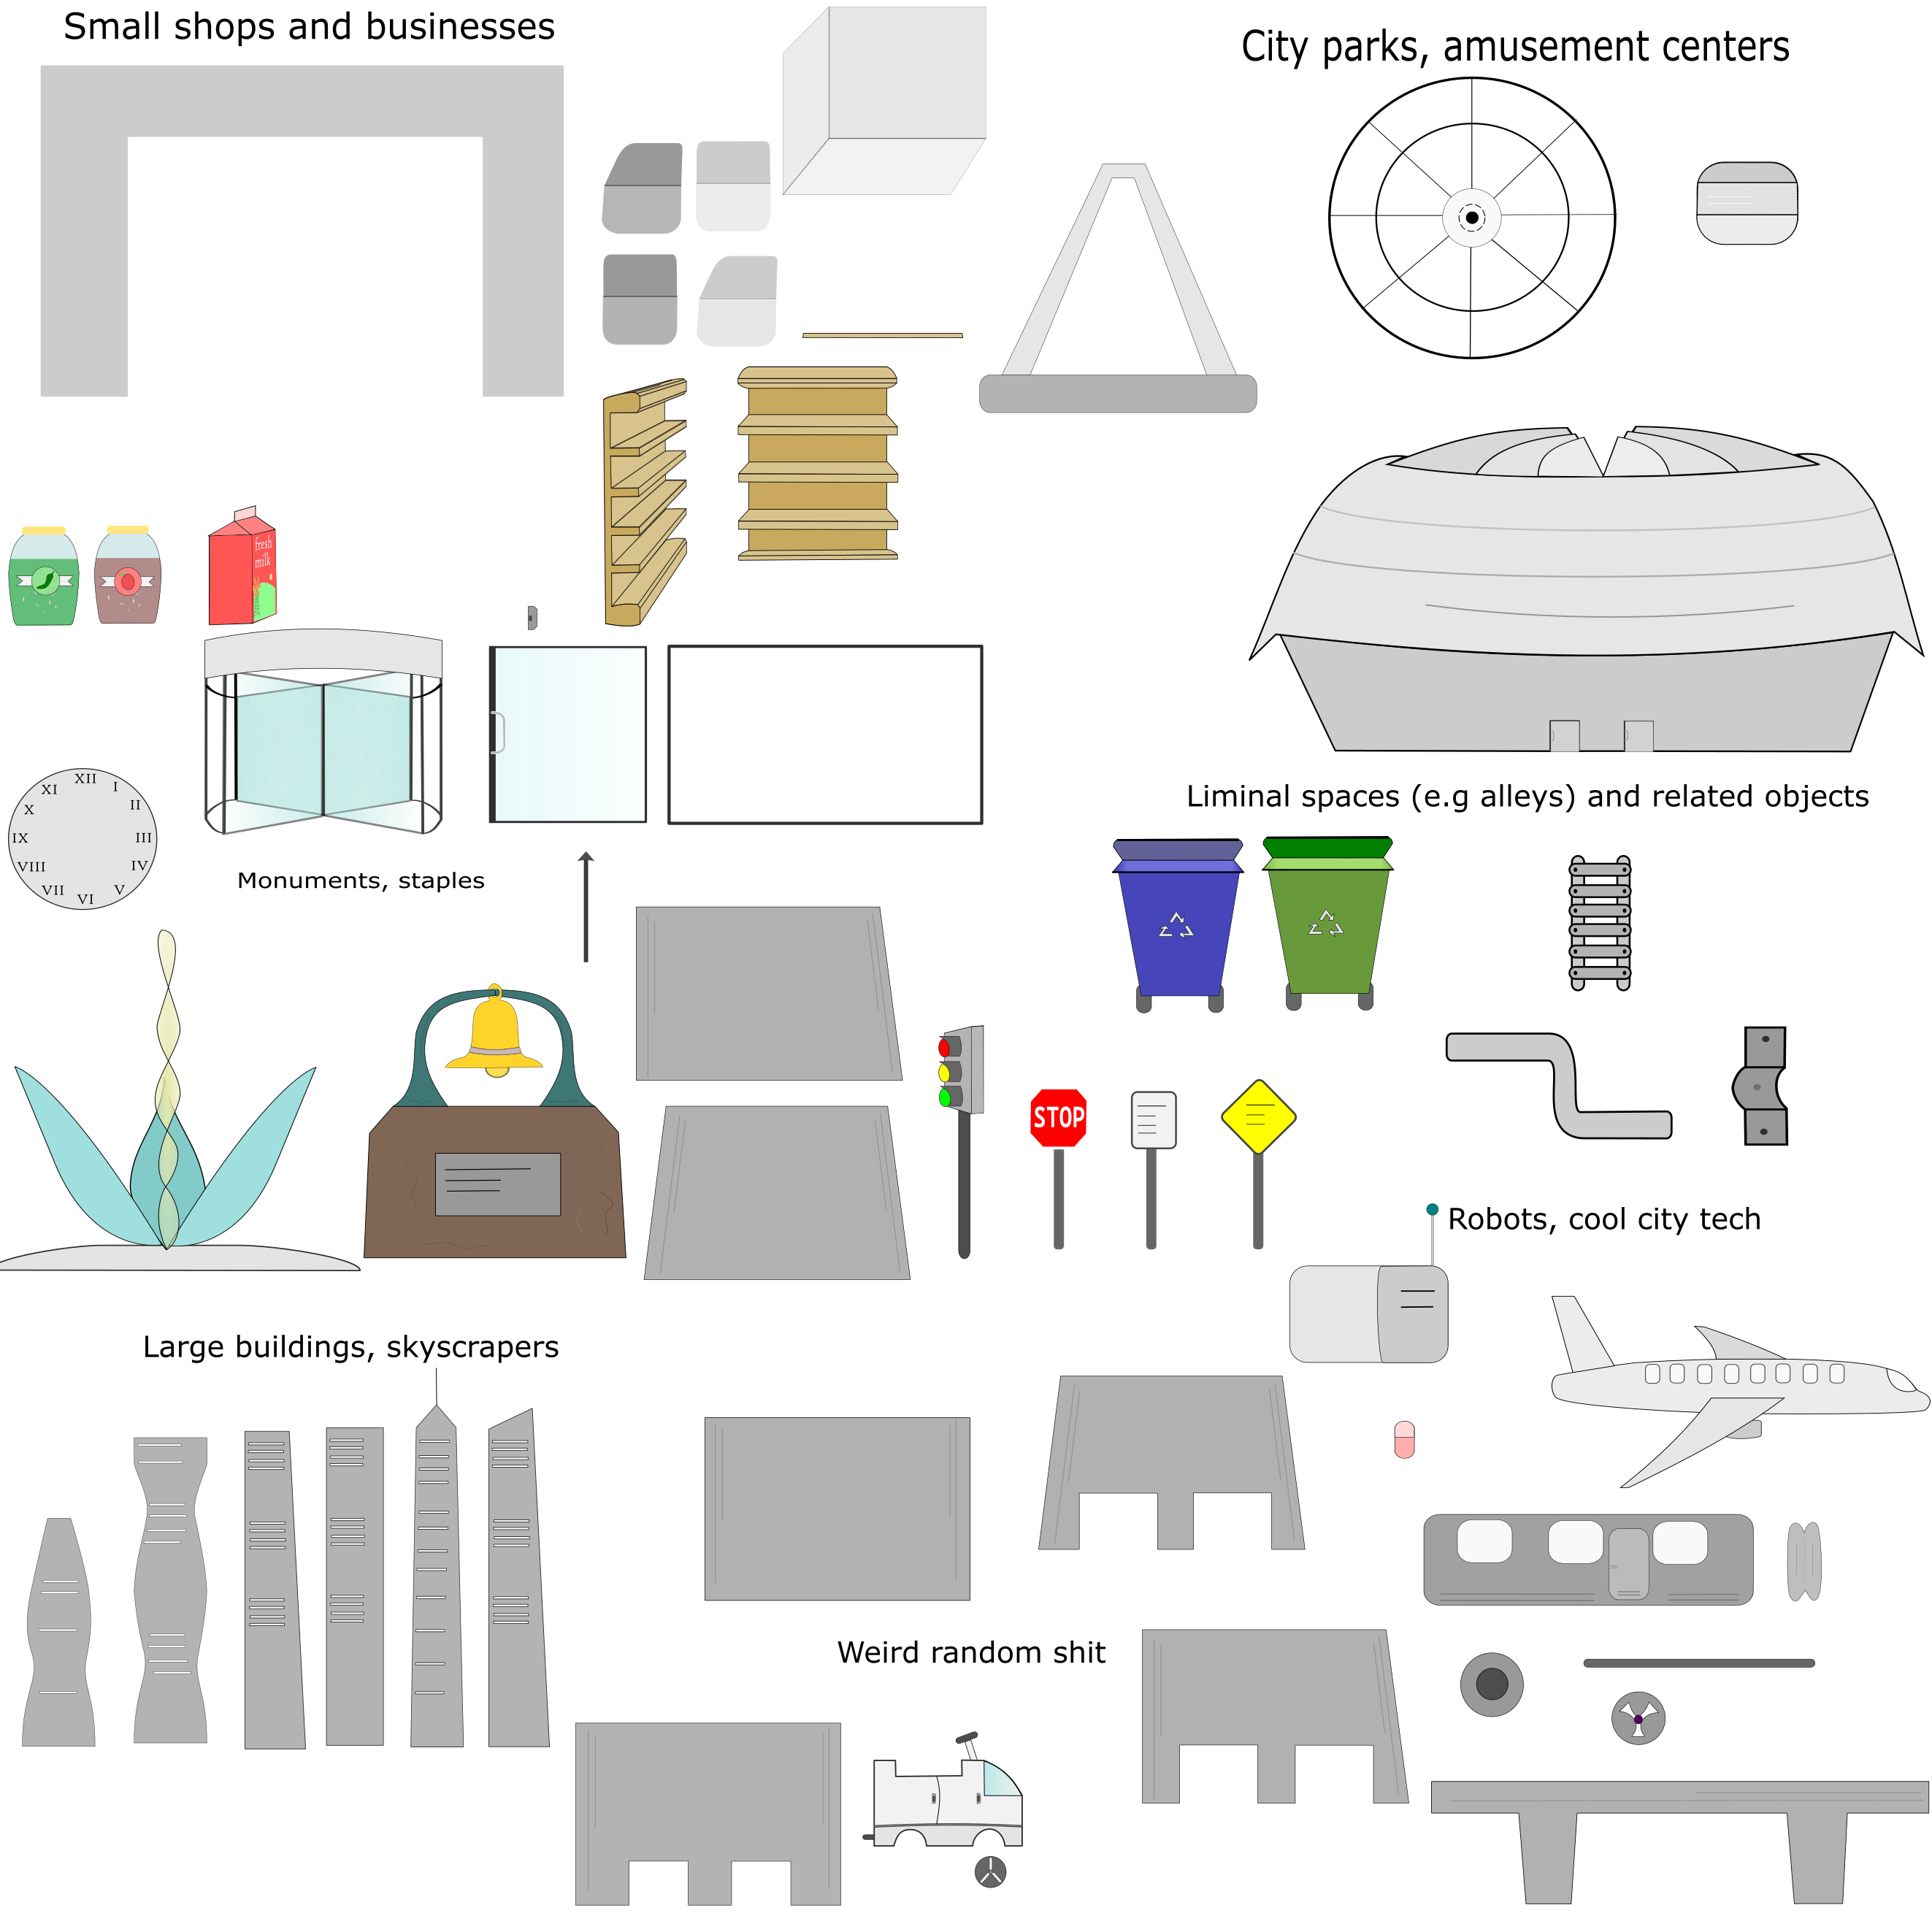 Small shops and businesses
City parks, amusement centers
fresh
milk
XII
I
II
III
IV
V
VI
VII
VIII
IX
X
XI
Liminal spaces (e.g alleys) and related objects
Monuments, staples
STOP
Robots, cool city tech
Large buildings, skyscrapers
Weird random shit